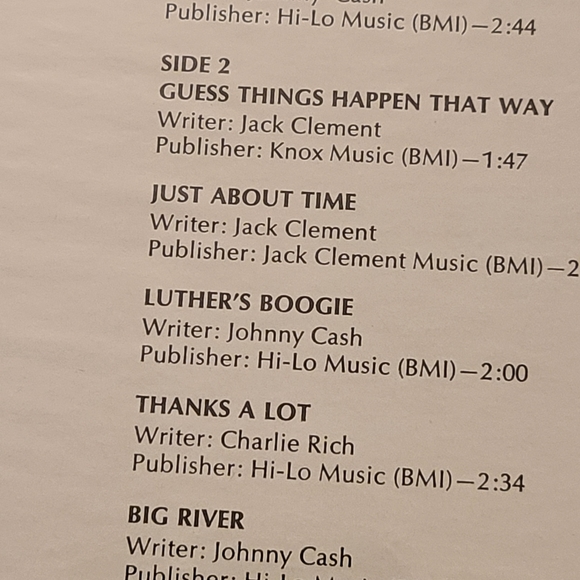 Publisher: Hi-Lo Music (BMI)—2:44
SIDE 2
GUESS THINGS HAPPEN THAT WAY
Writer: Jack Clement
Publisher: Knox Music (BMI)—1:47
JUST ABOUT TIME
Writer: Jack Clement
Publisher: Jack Clement Music (BMI)—2
LUTHER'S BOOGIE
Writer: Johnny Cash
Publisher: Hi-Lo Music (BMI)—2:00
THANKS A LOT
Writer: Charlie Rich
Publisher: Hi-Lo Music (BMI)—2:34
BIG RIVER
Writer: Johnny Cash
Publisher: Hi-Lo